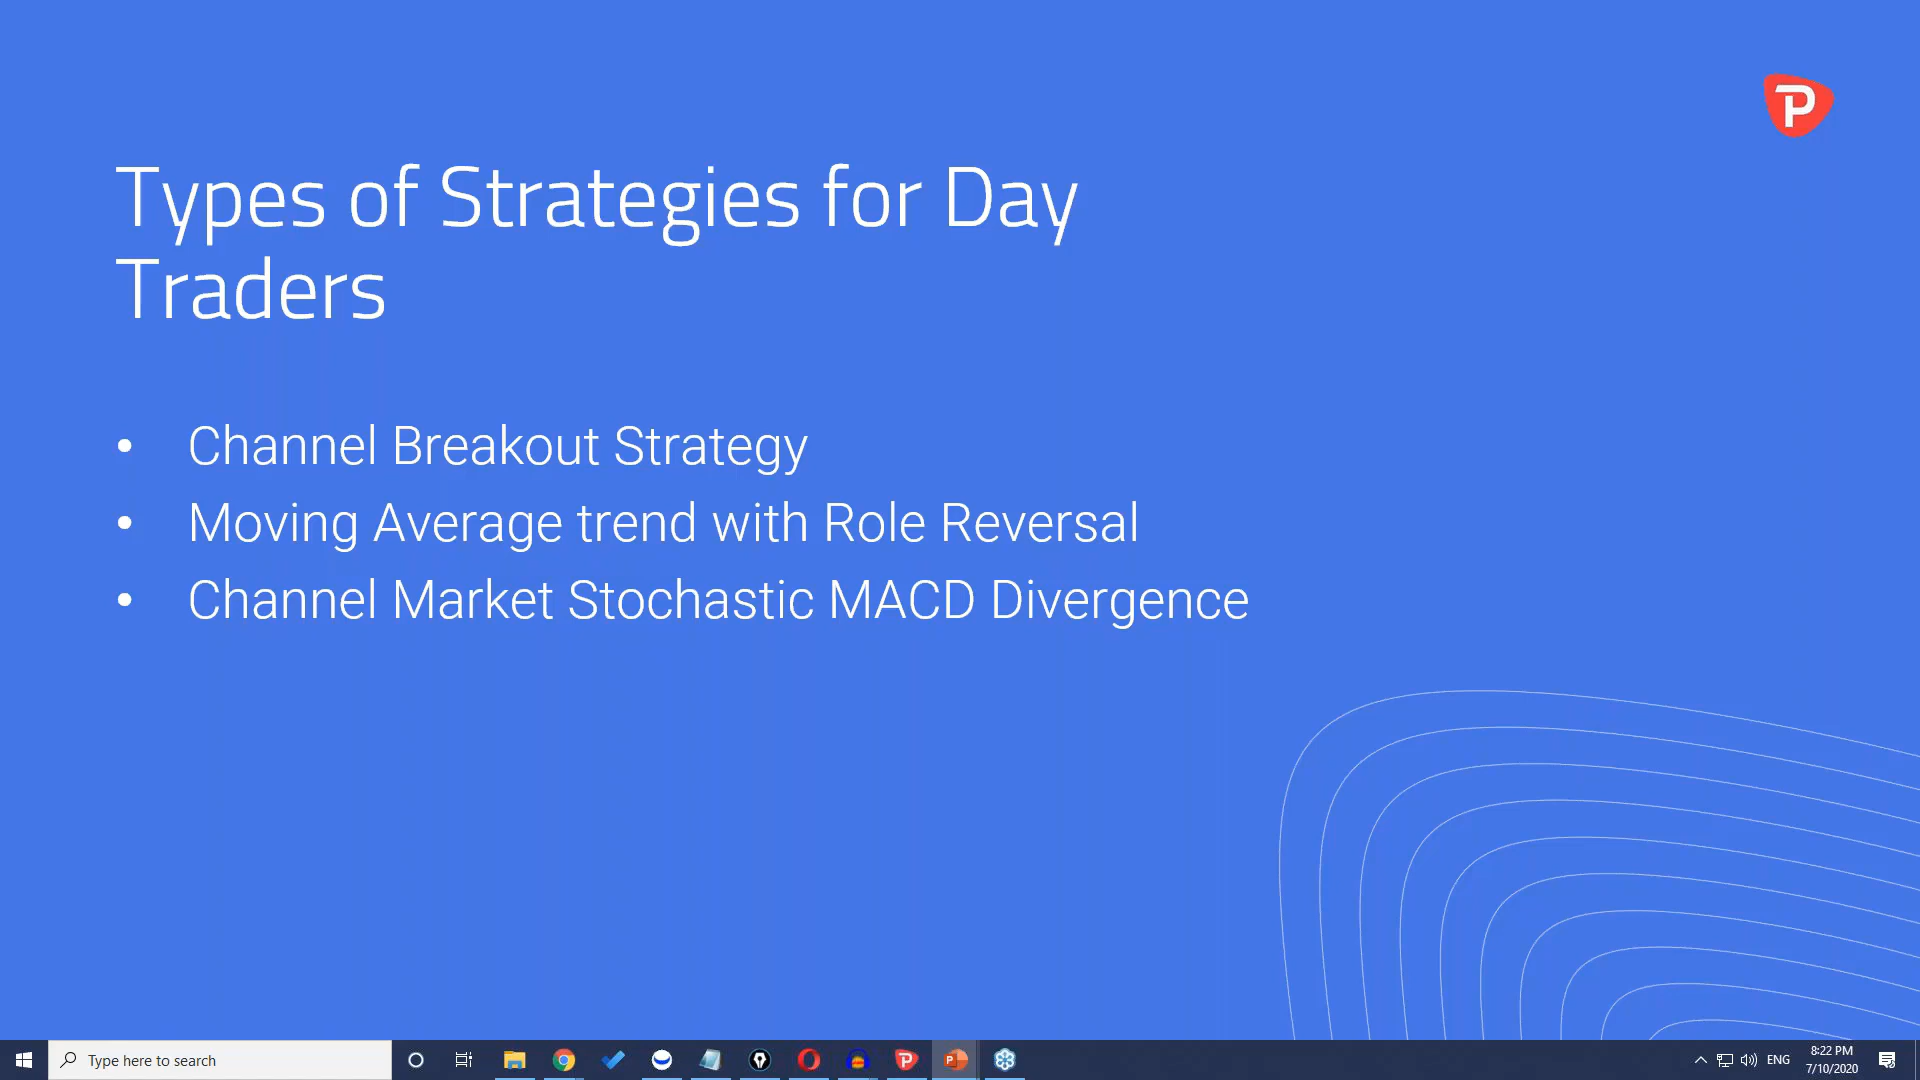 Types of Strategies for Day
Traders
• Channel Breakout Strategy
• Moving Average trend with Role Reversal
• Channel Market Stochastic MACD Divergence
Type here to search
ENG
8:22 PM
7/10/2020